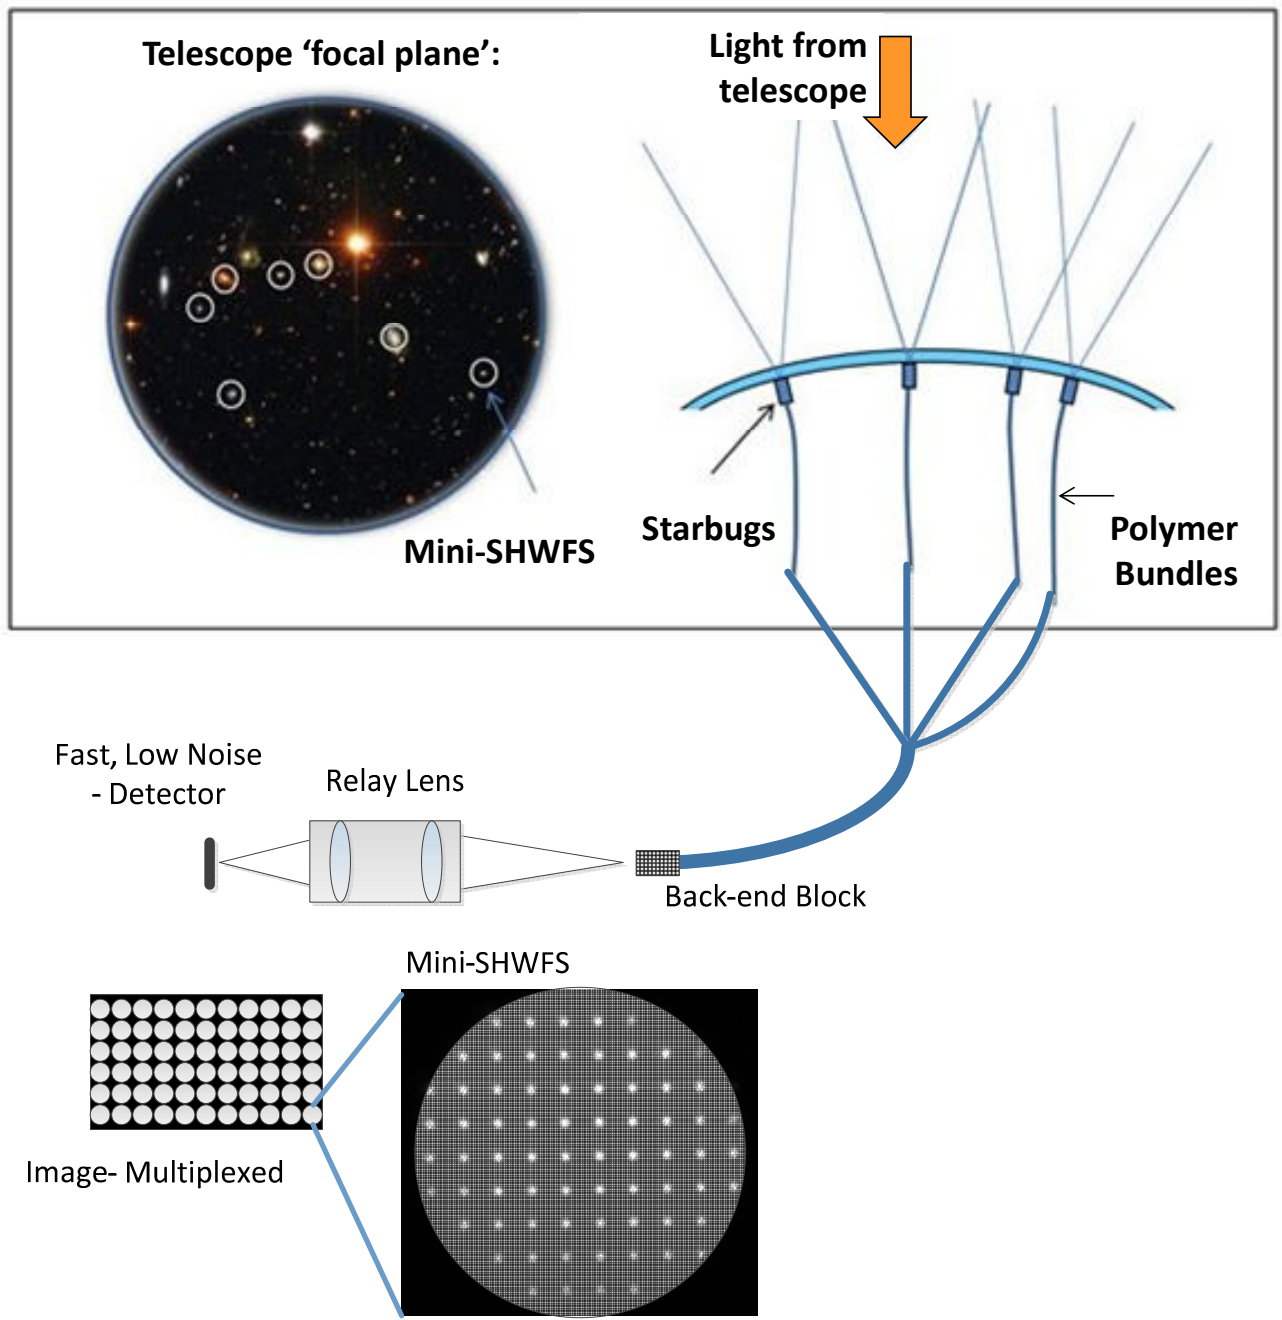 Telescope ‘focal plane’:
Light from
telescope
Mini-SHWFS
Starbugs
Polymer
Bundles
Fast, Low Noise
- Detector
Relay Lens
Back-end Block
Mini-SHWFS
Image- Multiplexed